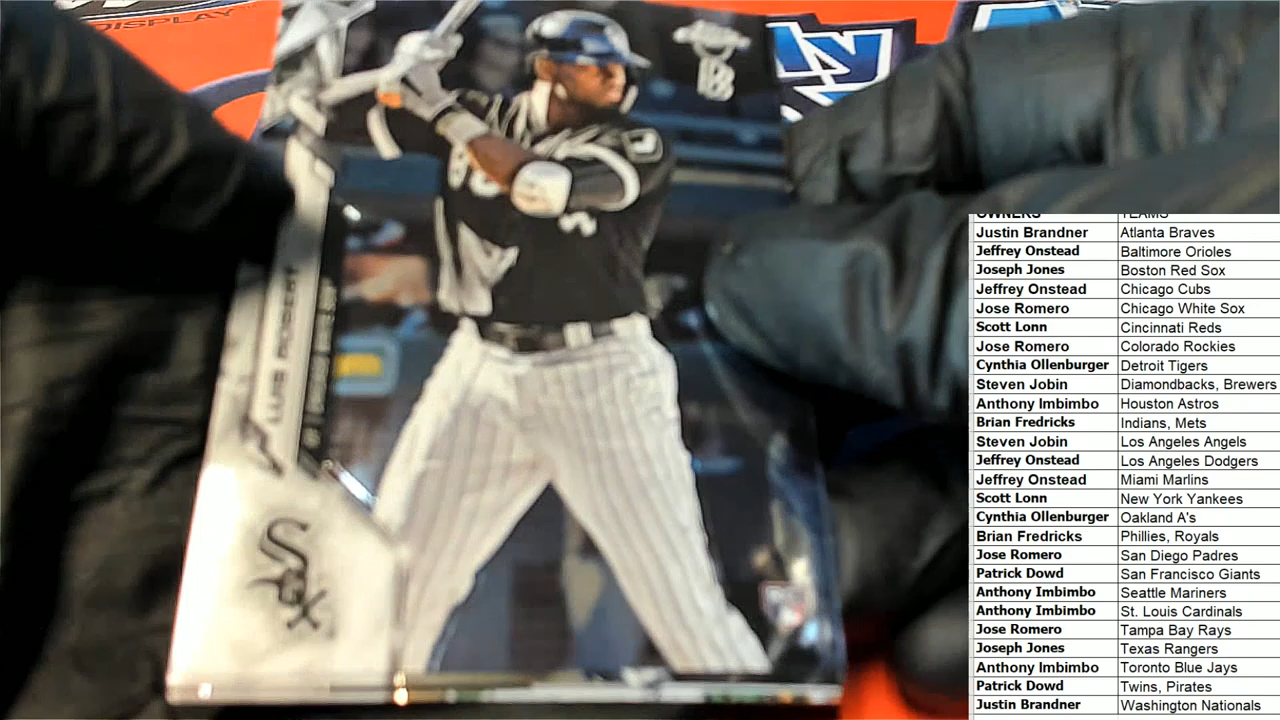 DISPLAY
LUIS ROBERT
SOX
OWNERS TEAMS
Justin Brandner Atlanta Braves
Jeffrey Onstead Baltimore Orioles
Joseph Jones Boston Red Sox
Jeffrey Onstead Chicago Cubs
Jose Romero Chicago White Sox
Scott Lonn Cincinnati Reds
Jose Romero Colorado Rockies
Cynthia Ollenburger Detroit Tigers
Steven Jobin Diamondbacks, Brewers
Anthony Imbimbo Houston Astros
Brian Fredricks Indians, Mets
Steven Jobin Los Angeles Angels
Jeffrey Onstead Los Angeles Dodgers
Jeffrey Onstead Miami Marlins
Scott Lonn New York Yankees
Cynthia Ollenburger Oakland A's
Brian Fredricks Phillies, Royals
Jose Romero San Diego Padres
Patrick Dowd San Francisco Giants
Anthony Imbimbo Seattle Mariners
Anthony Imbimbo St. Louis Cardinals
Jose Romero Tampa Bay Rays
Joseph Jones Texas Rangers
Anthony Imbimbo Toronto Blue Jays
Patrick Dowd Twins, Pirates
Justin Brandner Washington Nationals